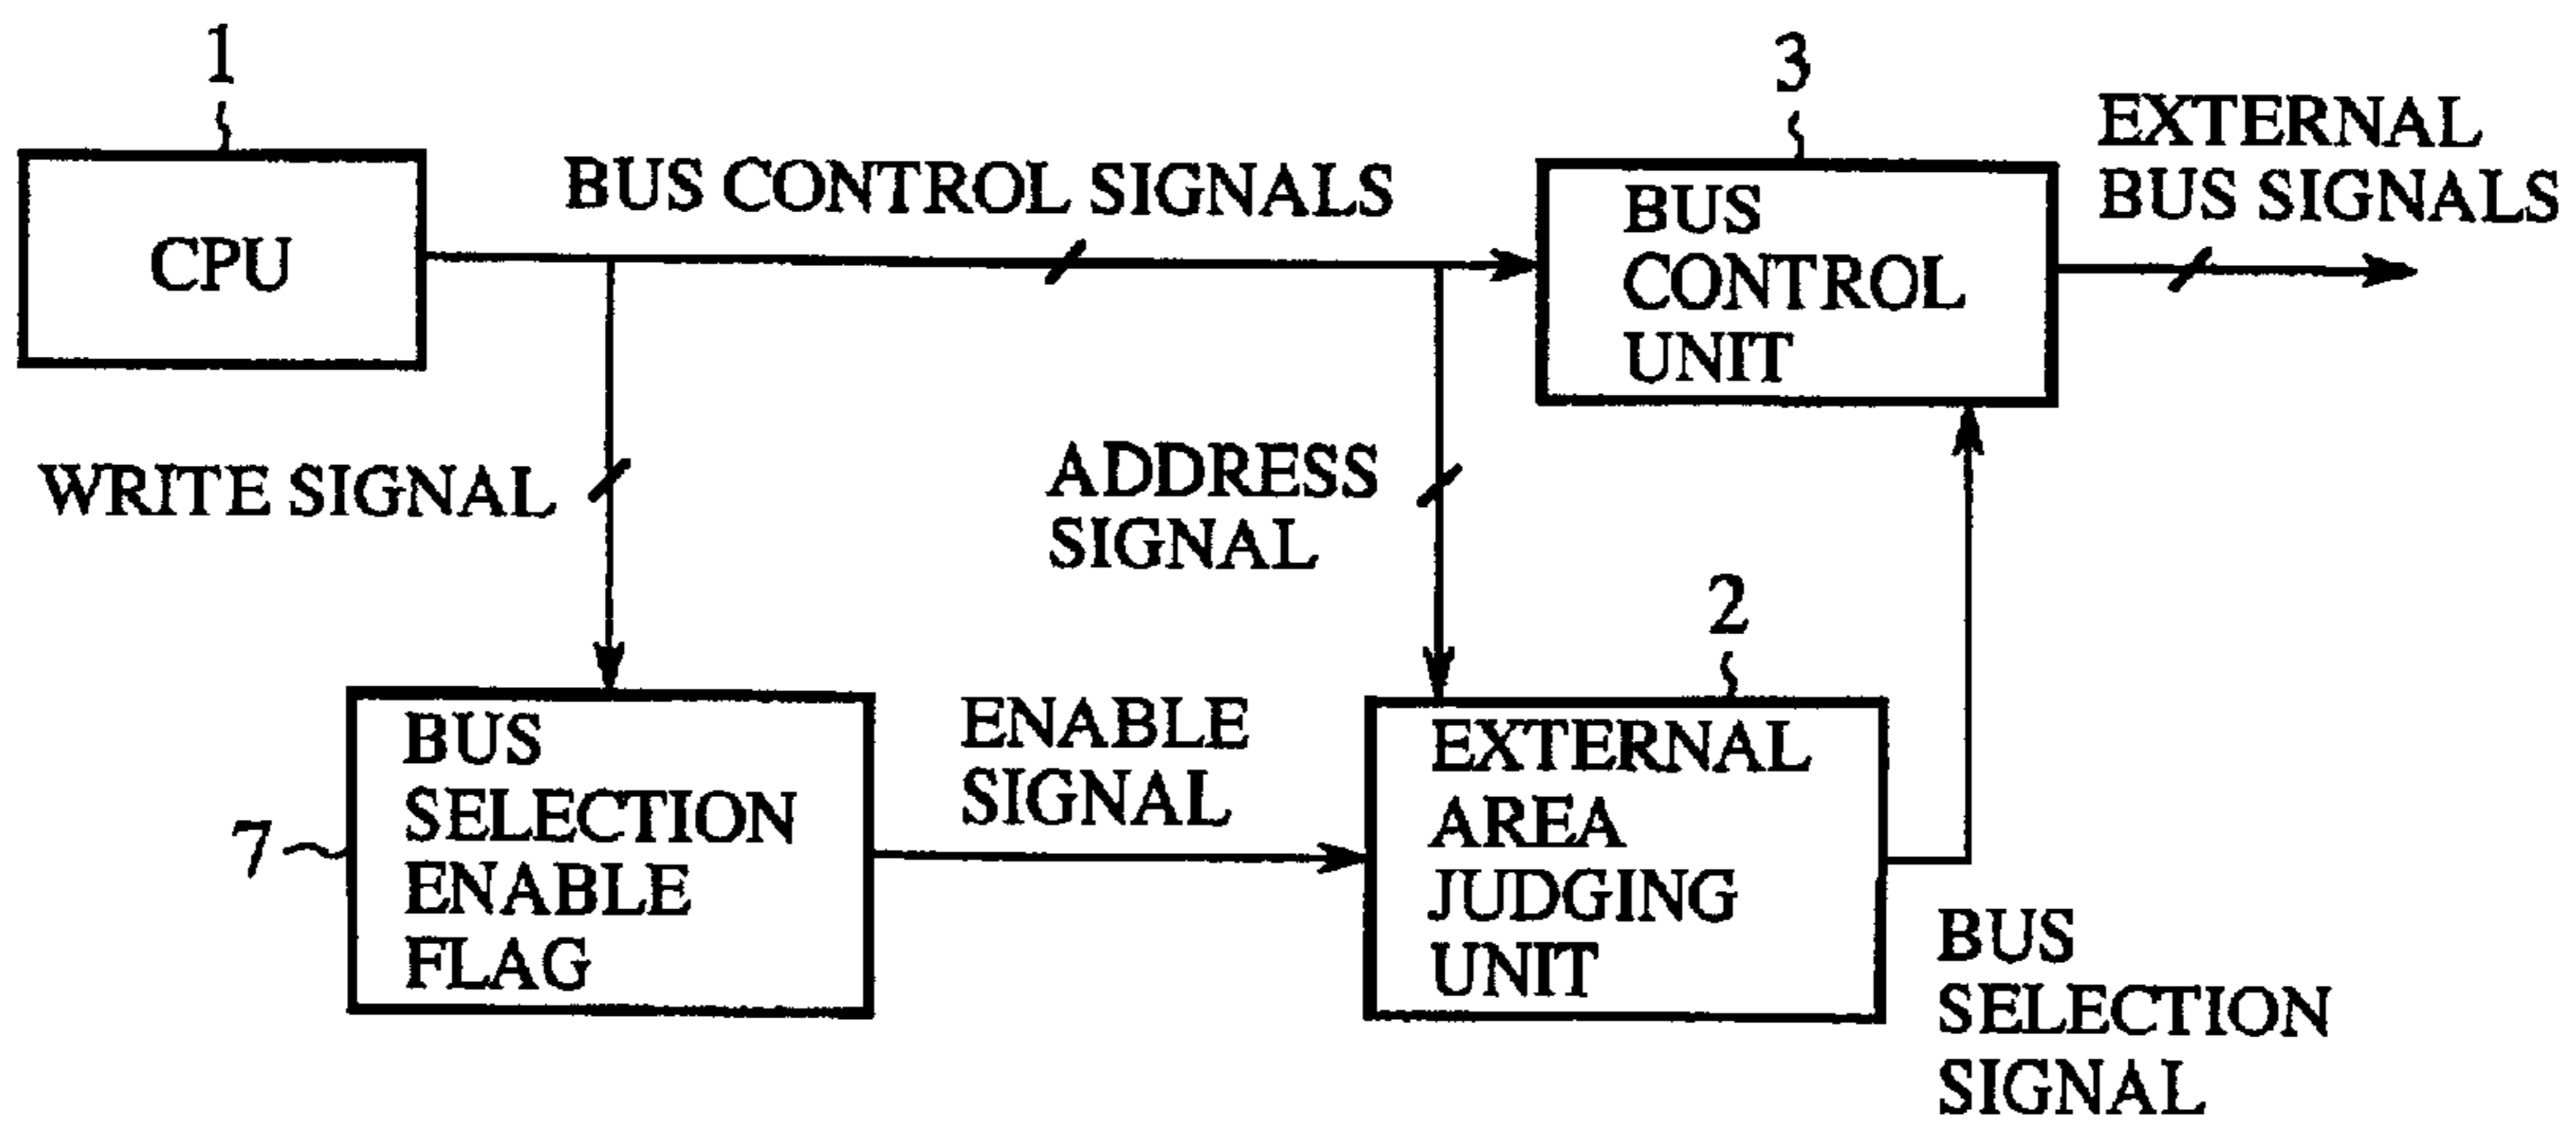 1
3
EXTERNAL
BUS SIGNALS
BUS CONTROL SIGNALS
CPU
BUS
CONTROL
UNIT
WRITE SIGNAL
ADDRESS
SIGNAL
2
7
BUS
SELECTION
ENABLE
FLAG
ENABLE
SIGNAL
EXTERNAL
AREA
JUDGING
UNIT
BUS
SELECTION
SIGNAL